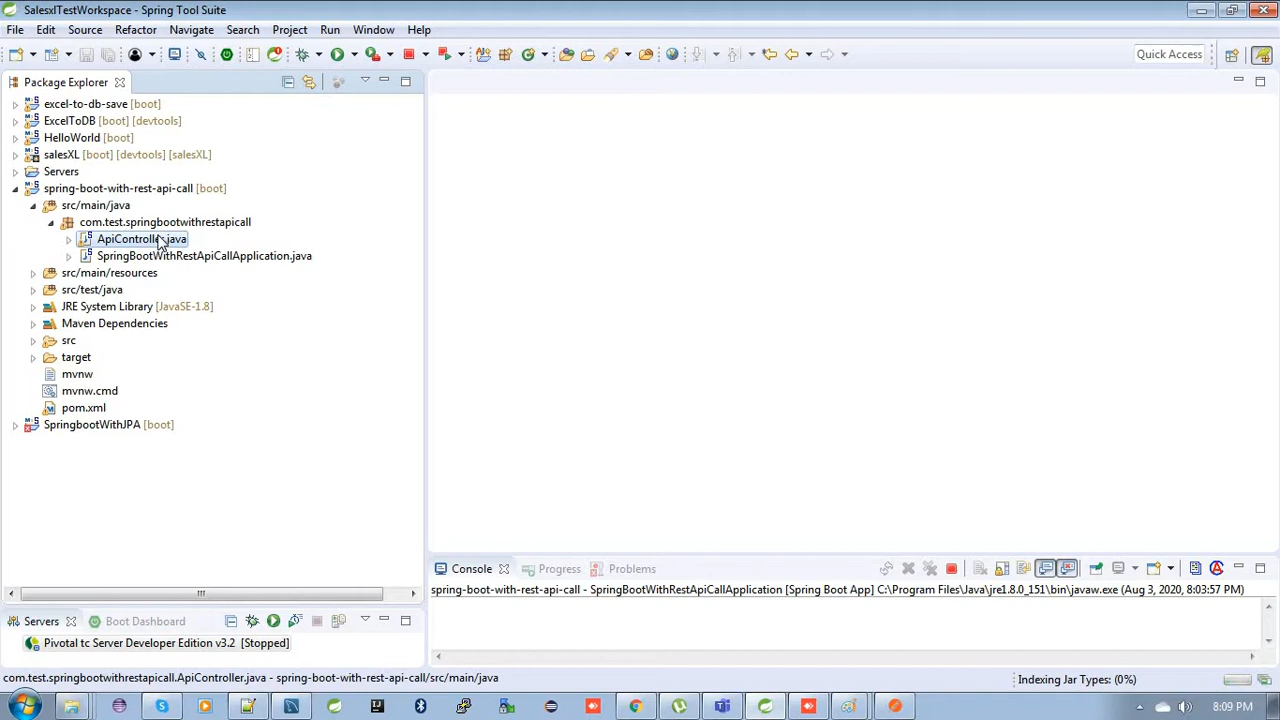 SalesxlTestWorkspace - Spring Tool Suite
File Edit Source Refactor Navigate Search Project Run Window Help
Quick Access
Package Explorer
excel-to-db-save [boot]
ExcelToDB [boot] [devtools]
HelloWorld [boot]
salesXL [boot] [devtools] [salesXL]
Servers
spring-boot-with-rest-api-call [boot]
src/main/java
com.test.springbootwithrestapicall
ApiController.java
SpringBootWithRestApiCallApplication.java
src/main/resources
src/test/java
JRE System Library [JavaSE-1.8]
Maven Dependencies
src
target
mvnw
mvnw.cmd
pom.xml
SpringbootWithJPA [boot]
Console Progress Problems
spring-boot-with-rest-api-call - SpringBootWithRestApiCallApplication [Spring Boot App] C:\Program Files\Java\jre1.8.0_151\bin\javaw.exe (Aug 3, 2020, 8:03:57 PM)
Servers Boot Dashboard
Pivotal tc Server Developer Edition v3.2 [Stopped]
com.test.springbootwithrestapicall.ApiController.java - spring-boot-with-rest-api-call/src/main/java
Indexing Jar Types: (0%)
8:09 PM